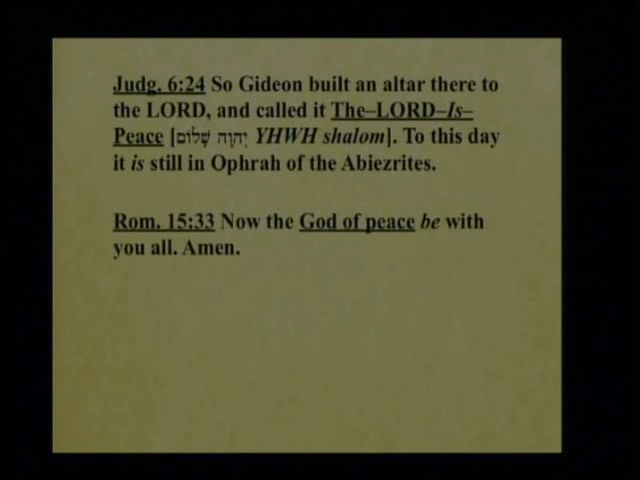 Judg. 6:24 So Gideon built an altar there to
the LORD, and called it The–LORD–Is–
Peace [יְהוָה שָׁלוֹם YHWH shalom]. To this day
it is still in Ophrah of the Abiezrites.
Rom. 15:33 Now the God of peace be with
you all. Amen.